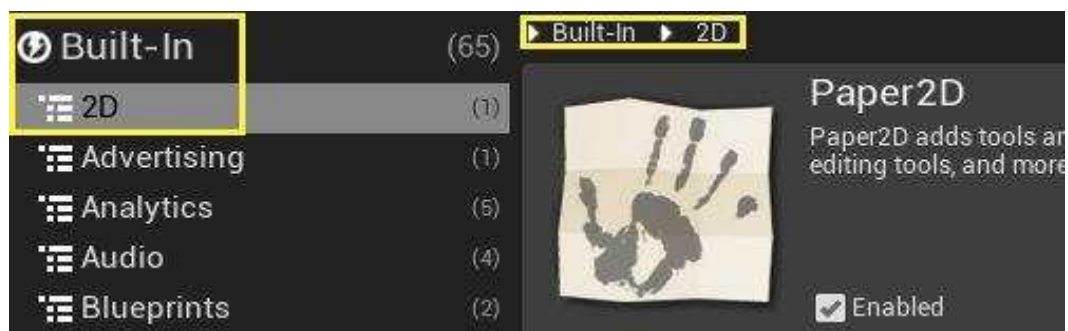 Built-In (65)
2D (1)
Advertising (1)
Analytics (5)
Audio (4)
Blueprints (2)
Built-In 2D
Paper2D
Paper2D adds tools
editing tools, and more
Enabled